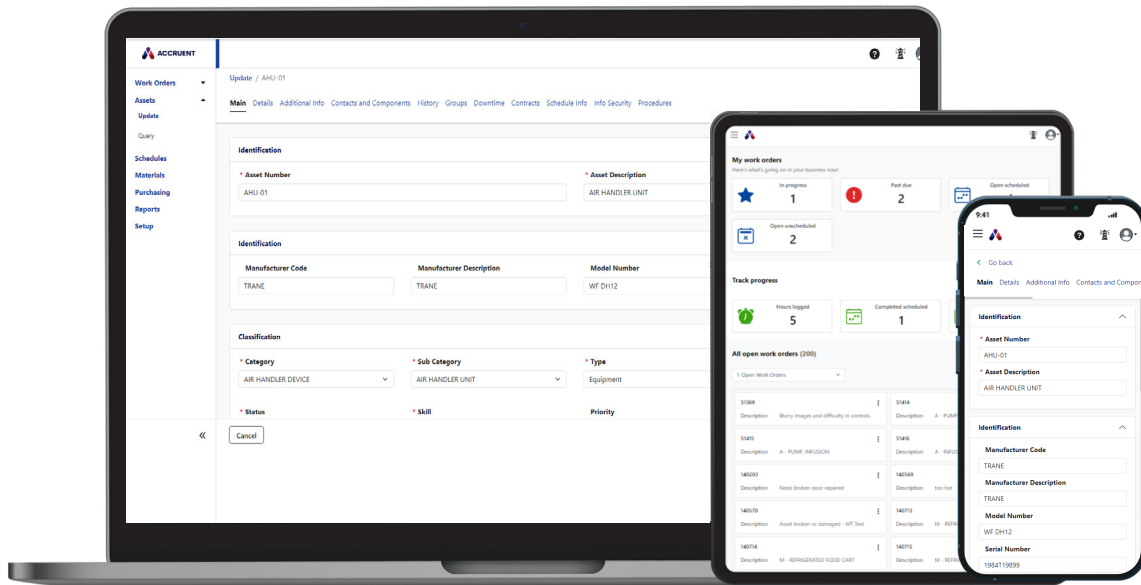 ACCRUENT
Work Orders
Assets
Update
Query
Schedules
Materials
Purchasing
Reports
Setup
Update / AHU-01
Main Details Additional Info Contacts and Components History Groups Downtime Contracts Schedule Info Info Security Procedures
Identification
* Asset Number * Asset Description
AHU-01 AIR HANDLER UNIT
Identification
Manufacturer Code Manufacturer Description Model Number
TRANE TRANE WF DH12
Classification
* Category * Sub Category * Type
AIR HANDLER DEVICE AIR HANDLER UNIT Equipment
* Status * Skill Priority
Cancel
My work orders
Here's what's going on in your business now!
In progress Past due Open scheduled
1 2
Open unscheduled
2
Track progress
Hours logged Completed scheduled
5 1
All open work orders (200)
1-Open Work Orders
51369 51414
Description Blurry images and difficulty in controls. Description A - PUMP
51415 51416
Description A - PUMP, INFUSION Description A - INFUS
140203 140569
Description Need broken door repaired Description too hot
140570 140713
Description Asset broken or damaged - MT Test Description M - REFRI
140714 140715
Description M - REFRIGERATED FOOD CART Description M - REFRI
9:41
Go back
Main Details Additional Info Contacts and Compon
Identification
* Asset Number
AHU-01
* Asset Description
AIR HANDLER UNIT
Identification
Manufacturer Code
TRANE
Manufacturer Description
TRANE
Model Number
WF DH12
Serial Number
1984T19899